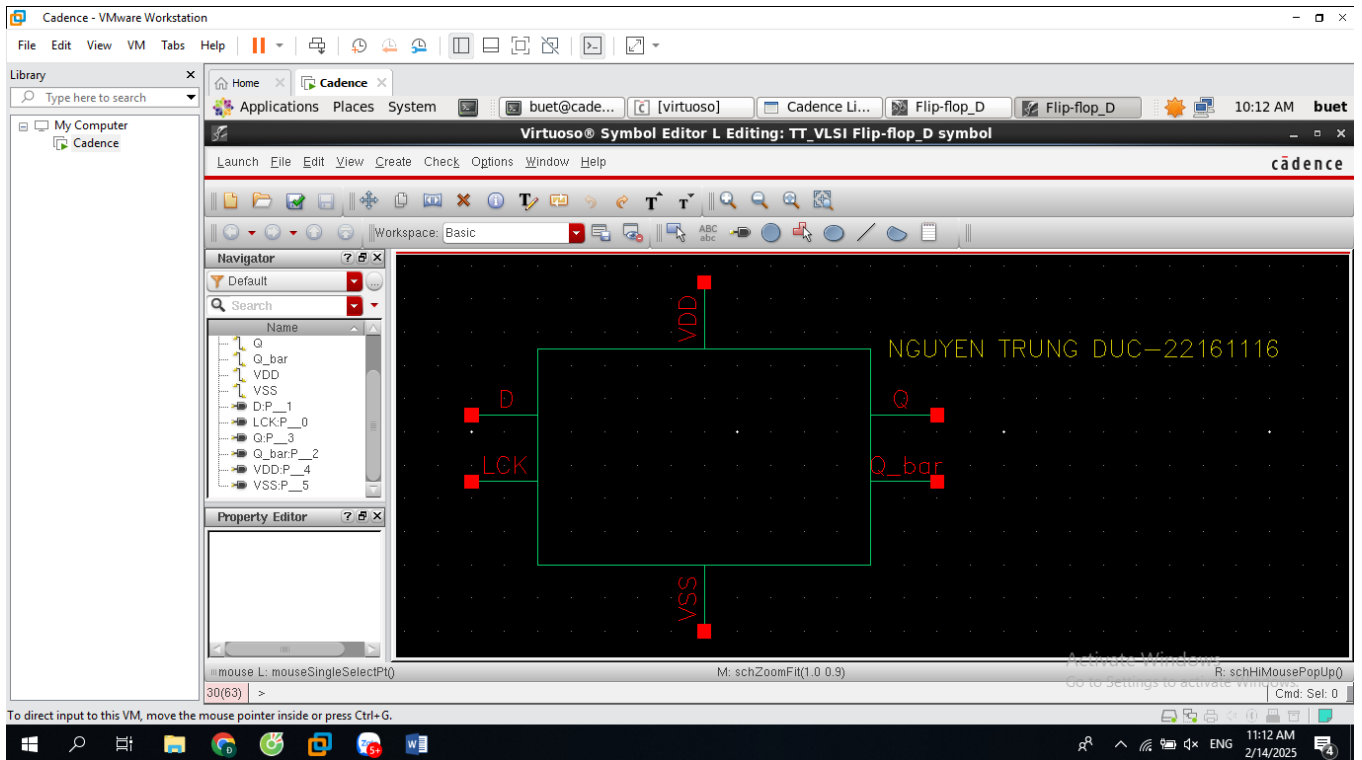 Cadence - VMware Workstation
File Edit View VM Tabs Help
Library
Type here to search
My Computer
Cadence
Home
Cadence
Applications Places System
buet@cade...
[virtuoso]
Cadence Li...
Flip-flop_D
Flip-flop_D
10:12 AM buet
Virtuoso® Symbol Editor L Editing: TT_VLSI Flip-flop_D symbol
Launch File Edit View Create Check Options Window Help
cādence
Workspace: Basic
ABC
abc
Navigator
Default
Search
Name
Q
Q_bar
VDD
VSS
D:P__1
LCK:P__0
Q:P__3
Q_bar:P__2
VDD:P__4
VSS:P__5
Property Editor
VDD
NGUYEN TRUNG DUC-22161116
D
Q
LCK
Q_bar
VSS
Activate Windows
Go to Settings to activate Windows.
mouse L: mouseSingleSelectPt()
M: schZoomFit(1.0 0.9)
R: schHiMousePopUp()
30(63) >
Cmd: Sel: 0
To direct input to this VM, move the mouse pointer inside or press Ctrl+G.
5+
ENG
11:12 AM
2/14/2025
4